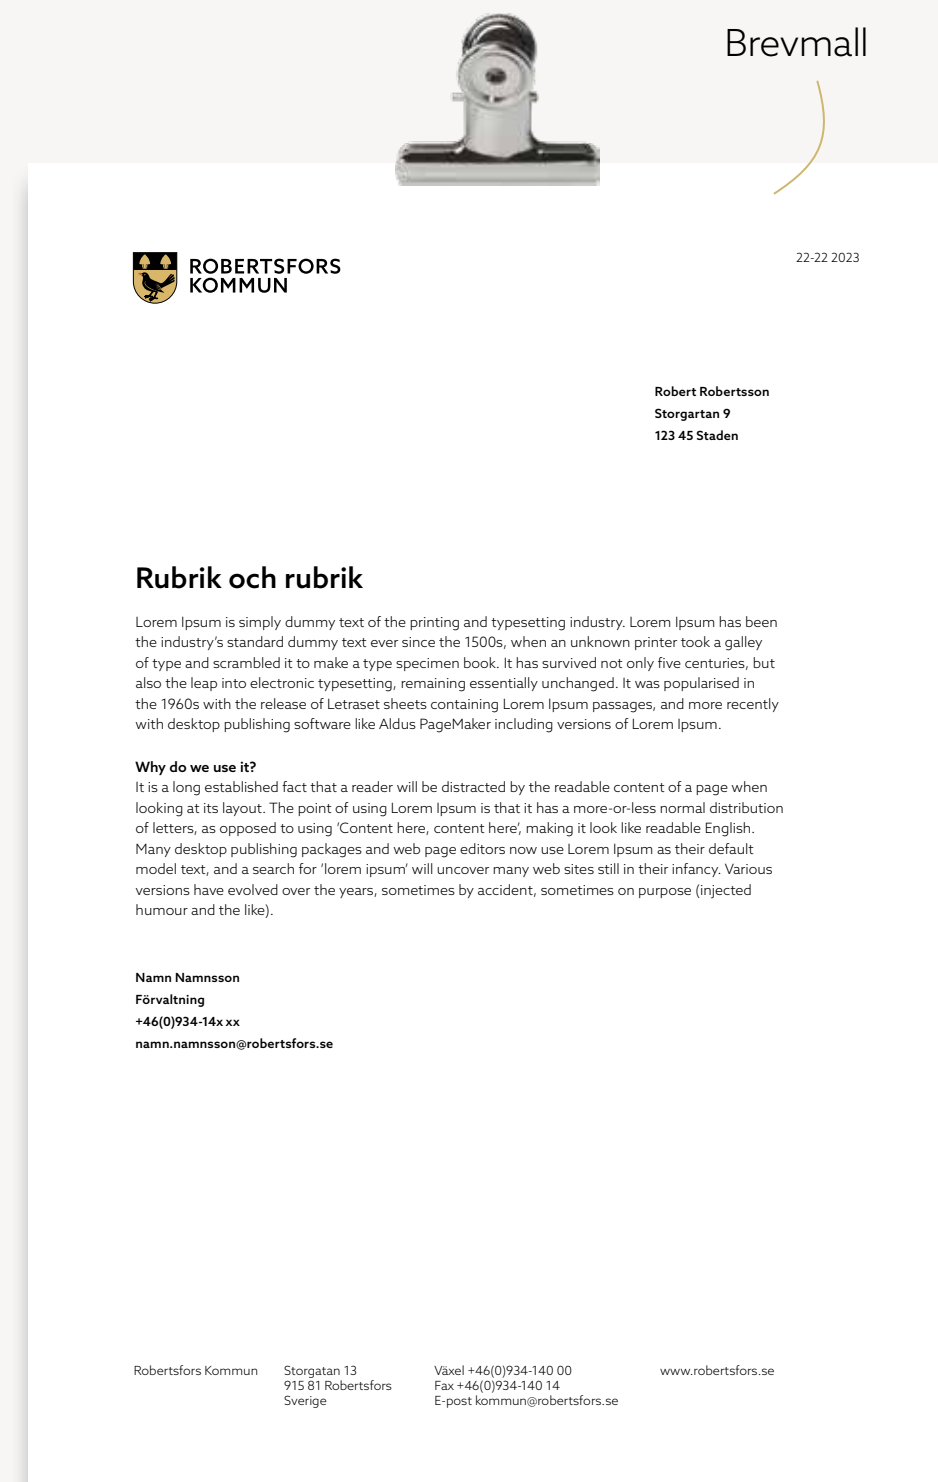 Brevmall
ROBERTSFORS
KOMMUN
22-22 2023
Robert Robertsson
Storgartan 9
123 45 Staden
Rubrik och rubrik
Lorem Ipsum is simply dummy text of the printing and typesetting industry. Lorem Ipsum has been
the industry’s standard dummy text ever since the 1500s, when an unknown printer took a galley
of type and scrambled it to make a type specimen book. It has survived not only five centuries, but
also the leap into electronic typesetting, remaining essentially unchanged. It was popularised in
the 1960s with the release of Letraset sheets containing Lorem Ipsum passages, and more recently
with desktop publishing software like Aldus PageMaker including versions of Lorem Ipsum.
Why do we use it?
It is a long established fact that a reader will be distracted by the readable content of a page when
looking at its layout. The point of using Lorem Ipsum is that it has a more-or-less normal distribution
of letters, as opposed to using ‘Content here, content here’, making it look like readable English.
Many desktop publishing packages and web page editors now use Lorem Ipsum as their default
model text, and a search for ‘lorem ipsum’ will uncover many web sites still in their infancy. Various
versions have evolved over the years, sometimes by accident, sometimes on purpose (injected
humour and the like).
Namn Namnsson
Förvaltning
+46(0)934-14x xx
namn.namnsson@robertsfors.se
Robertsfors Kommun
Storgatan 13
915 81 Robertsfors
Sverige
Växel +46(0)934-140 00
Fax +46(0)934-140 14
E-post kommun@robertsfors.se
www.robertsfors.se